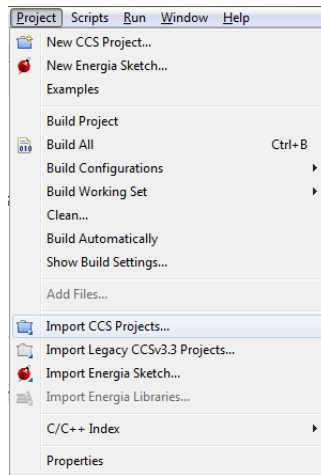 Project Scripts Run Window Help
New CCS Project...
New Energia Sketch...
Examples
Build Project
010 Build All Ctrl+B
Build Configurations
Build Working Set
Clean...
Build Automatically
Show Build Settings...
Add Files...
Import CCS Projects...
Import Legacy CCSv3.3 Projects...
Import Energia Sketch...
Import Energia Libraries...
C/C++ Index
Properties